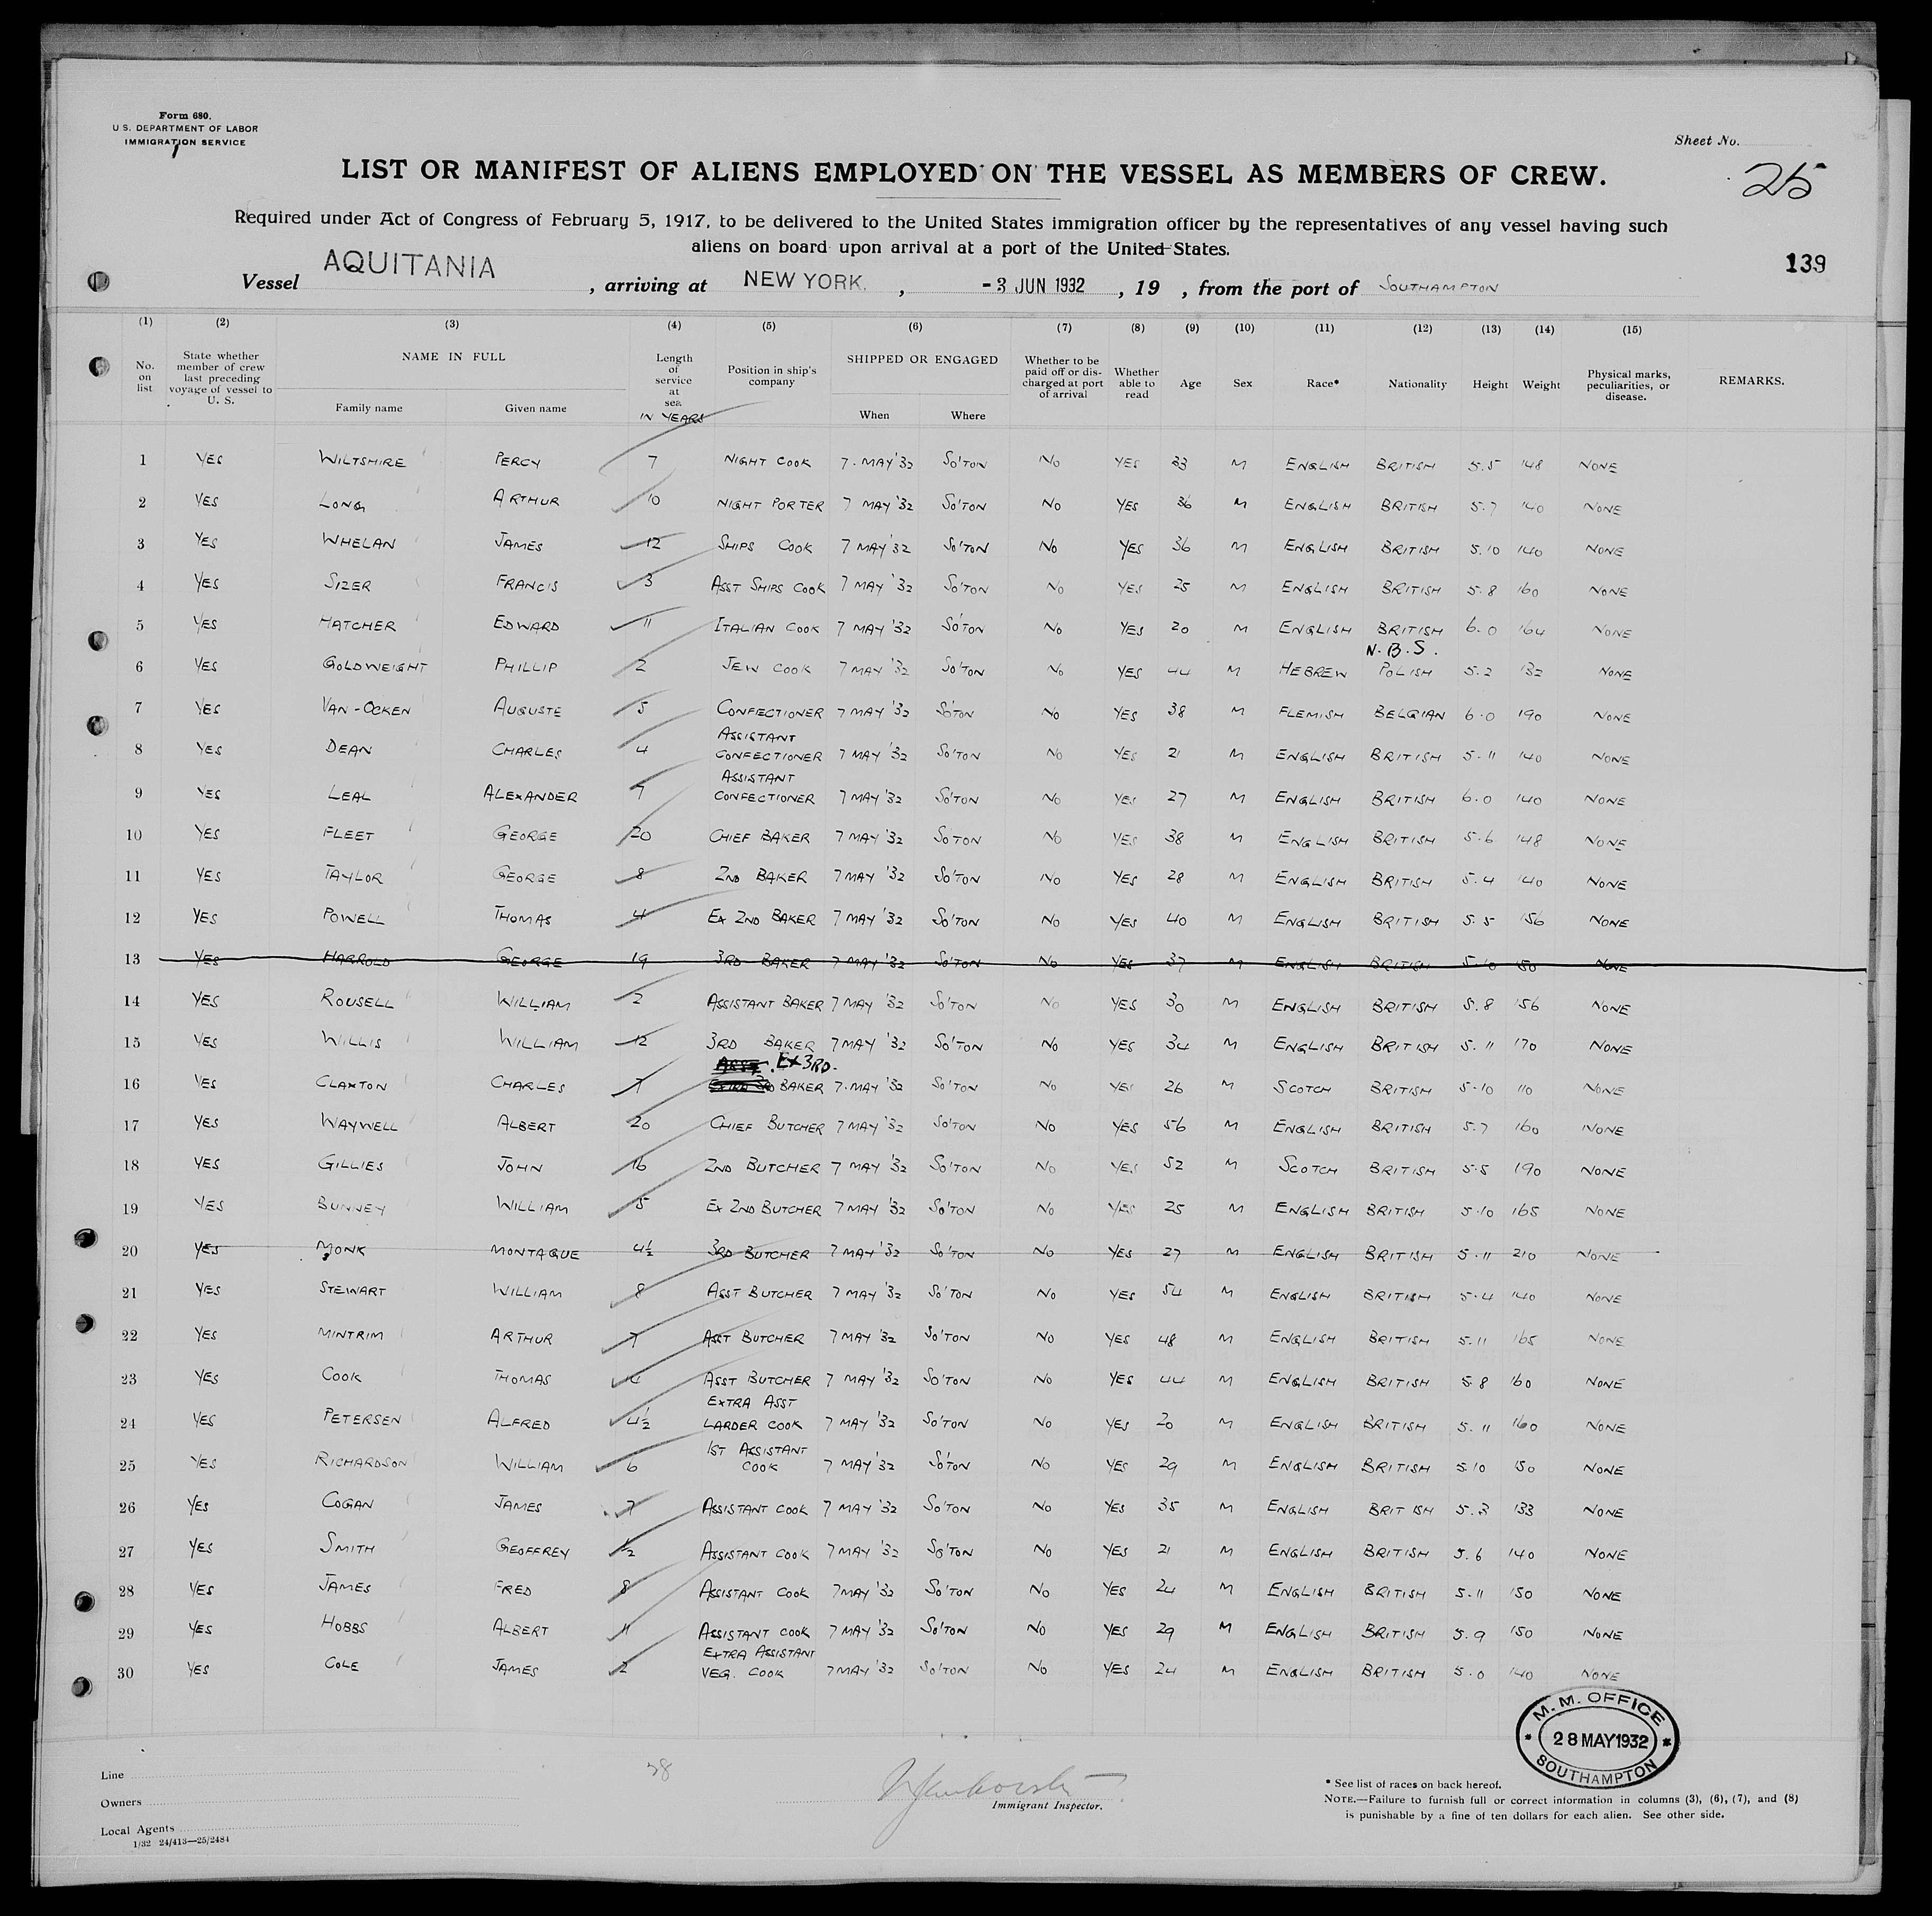 Form 680.
U.S. DEPARTMENT OF LABOR
IMMIGRATION SERVICE
Sheet No.
25
LIST OR MANIFEST OF ALIENS EMPLOYED ON THE VESSEL AS MEMBERS OF CREW.
Required under Act of Congress of February 5, 1917, to be delivered to the United States immigration officer by the representatives of any vessel having such
aliens on board upon arrival at a port of the United States.
139
Vessel AQUITANIA, arriving at NEW YORK., -3 JUN 1932, 19 , from the port of SOUTHAMPTON
(1) (2) (3) (4) (5) (6) (7) (8) (9) (10) (11) (12) (13) (14) (15)
No. on list State whether member of crew last preceding voyage of vessel to U. S. NAME IN FULL Family name Given name Length of service at sea IN YEARS Position in ship's company SHIPPED OR ENGAGED When Where Whether to be paid off or discharged at port of arrival Whether able to read Age Sex Race* Nationality Height Weight Physical marks, peculiarities, or disease. REMARKS.
1 YES WILTSHIRE PERCY 7 NIGHT COOK 7. MAY '32 SO'TON NO YES 33 M ENGLISH BRITISH 5.5 148 NONE
2 YES LONG ARTHUR 10 NIGHT PORTER 7 MAY '32 SO'TON NO YES 36 M ENGLISH BRITISH 5.7 140 NONE
3 YES WHELAN JAMES 12 SHIPS COOK 7 MAY '32 SO'TON NO YES 36 M ENGLISH BRITISH 5.10 140 NONE
4 YES SIZER FRANCIS 3 ASST SHIPS COOK 7 MAY '32 SO'TON NO YES 25 M ENGLISH BRITISH 5.8 160 NONE
5 YES HATCHER EDWARD 11 ITALIAN COOK 7 MAY '32 SO'TON NO YES 20 M ENGLISH BRITISH 6.0 164 NONE
N.B.S.
6 YES GOLDWEIGHT PHILLIP 2 JEW COOK 7 MAY '32 SO'TON NO YES 44 M HEBREW POLISH 5.2 132 NONE
7 YES VAN-OCKEN AUGUSTE 5 CONFECTIONER 7 MAY '32 SO'TON NO YES 38 M FLEMISH BELGIAN 6.0 190 NONE
8 YES DEAN CHARLES 4 ASSISTANT CONFECTIONER 7 MAY '32 SO'TON NO YES 21 M ENGLISH BRITISH 5.11 140 NONE
9 YES LEAL ALEXANDER 7 ASSISTANT CONFECTIONER 7 MAY '32 SO'TON NO YES 27 M ENGLISH BRITISH 6.0 140 NONE
10 YES FLEET GEORGE 20 CHIEF BAKER 7 MAY '32 SO'TON NO YES 38 M ENGLISH BRITISH 5.6 148 NONE
11 YES TAYLOR GEORGE 8 2ND BAKER 7 MAY '32 SO'TON NO YES 28 M ENGLISH BRITISH 5.4 140 NONE
12 YES POWELL THOMAS 4 EX 2ND BAKER 7 MAY '32 SO'TON NO YES 40 M ENGLISH BRITISH 5.5 156 NONE
13 YES HARROLD GEORGE 19 3RD BAKER 7 MAY '32 SO'TON NO YES 37 M ENGLISH BRITISH 5.10 150 NONE
14 YES ROUSELL WILLIAM 2 ASSISTANT BAKER 7 MAY '32 SO'TON NO YES 30 M ENGLISH BRITISH 5.8 156 NONE
15 YES WILLIS WILLIAM 12 3RD BAKER 7 MAY '32 SO'TON NO YES 34 M ENGLISH BRITISH 5.11 170 NONE
ASST. EX 3RD.
16 YES CLAXTON CHARLES 7 EXTRA 3RD BAKER 7. MAY '32 SO'TON NO YES 26 M SCOTCH BRITISH 5.10 110 NONE
17 YES WAYWELL ALBERT 20 CHIEF BUTCHER 7 MAY '32 SO'TON NO YES 56 M ENGLISH BRITISH 5.7 160 NONE
18 YES GILLIES JOHN 16 2ND BUTCHER 7 MAY '32 SO'TON NO YES 52 M SCOTCH BRITISH 5.5 190 NONE
19 YES BUNNEY WILLIAM 5 EX 2ND BUTCHER 7 MAY '32 SO'TON NO YES 25 M ENGLISH BRITISH 5.10 165 NONE
20 YES MONK MONTAGUE 4½ 3RD BUTCHER 7 MAY '32 SO'TON NO YES 27 M ENGLISH BRITISH 5.11 210 NONE
21 YES STEWART WILLIAM 8 ASST BUTCHER 7 MAY '32 SO'TON NO YES 54 M ENGLISH BRITISH 5.4 140 NONE
22 YES MINTRIM ARTHUR 7 ASST BUTCHER 7 MAY '32 SO'TON NO YES 48 M ENGLISH BRITISH 5.11 165 NONE
23 YES COOK THOMAS 14 ASST BUTCHER 7 MAY '32 SO'TON NO YES 44 M ENGLISH BRITISH 5.8 160 NONE
24 YES PETERSEN ALFRED 4½ EXTRA ASST LARDER COOK 7 MAY '32 SO'TON NO YES 20 M ENGLISH BRITISH 5.11 160 NONE
25 YES RICHARDSON WILLIAM 6 1ST ASSISTANT COOK 7 MAY '32 SO'TON NO YES 29 M ENGLISH BRITISH 5.10 150 NONE
26 YES COGAN JAMES 7 ASSISTANT COOK 7 MAY '32 SO'TON NO YES 35 M ENGLISH BRITISH 5.3 133 NONE
27 YES SMITH GEOFFREY ½ ASSISTANT COOK 7 MAY '32 SO'TON NO YES 21 M ENGLISH BRITISH 5.6 140 NONE
28 YES JAMES FRED 8 ASSISTANT COOK 7 MAY '32 SO'TON NO YES 24 M ENGLISH BRITISH 5.11 150 NONE
29 YES HOBBS ALBERT 11 ASSISTANT COOK 7 MAY '32 SO'TON NO YES 29 M ENGLISH BRITISH 5.9 150 NONE
30 YES COLE JAMES 2 EXTRA ASSISTANT VEG. COOK 7 MAY '32 SO'TON NO YES 24 M ENGLISH BRITISH 5.0 140 NONE
M. M. OFFICE
28 MAY 1932
SOUTHAMPTON
Line
Owners
Local Agents
1/32 24/413—25/2484
Immigrant Inspector.
* See list of races on back hereof.
NOTE.—Failure to furnish full or correct information in columns (3), (6), (7), and (8)
is punishable by a fine of ten dollars for each alien. See other side.